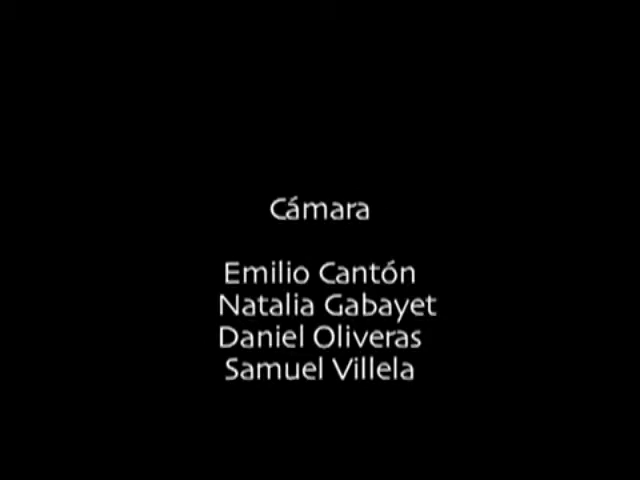 Cámara
Emilio Cantón
Natalia Gabayet
Daniel Oliveras
Samuel Villela